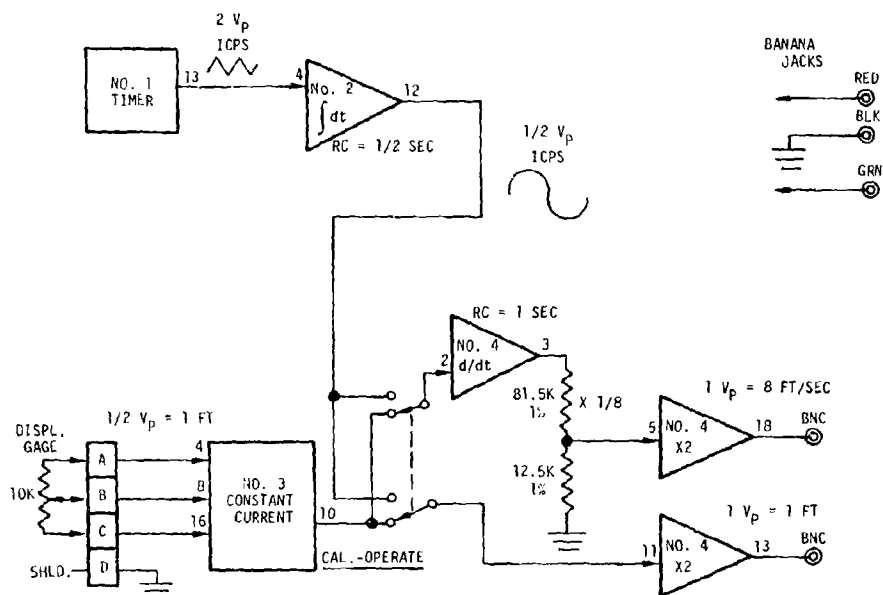 2 Vp
ICPS
NO. 1
TIMER
13
4
NO. 2
∫ dt
12
RC = 1/2 SEC
1/2 Vp
ICPS
BANANA
JACKS
RED
BLK
GRN
RC = 1 SEC
2
NO. 4
d/dt
3
81.5K
1%
X 1/8
12.5K
1%
1 Vp = 8 FT/SEC
5
NO. 4
X2
18
BNC
1/2 Vp = 1 FT
DISPL.
GAGE
10K
A
B
C
D
SHLD.
4
8
16
NO. 3
CONSTANT
CURRENT
10
CAL.-OPERATE
1 Vp = 1 FT
11
NO. 4
X2
13
BNC